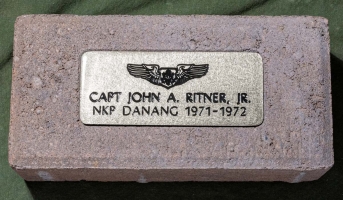 CAPT JOHN A. RITNER, JR.
NKP DANANG 1971-1972